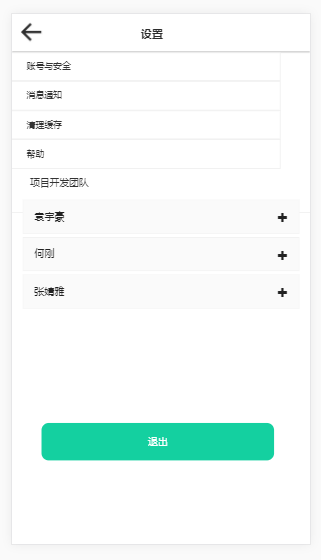 设置
账号与安全
消息通知
清理缓存
帮助
项目开发团队
袁宇豪
何刚
张婧雅
退出